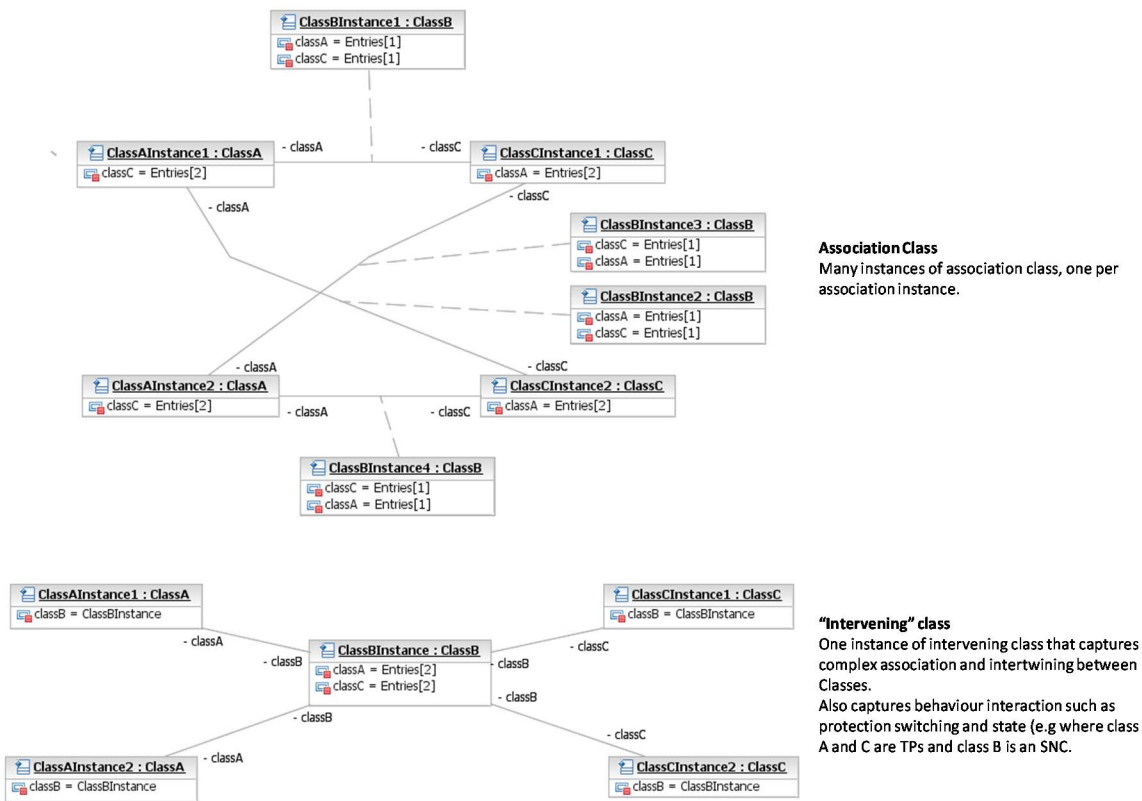 ClassBInstance1 : ClassB
classA = Entries[1]
classC = Entries[1]
ClassAInstance1 : ClassA
classC = Entries[2]
- classA
- classC
ClassCInstance1 : ClassC
classA = Entries[2]
- classA
- classC
ClassBInstance3 : ClassB
classC = Entries[1]
classA = Entries[1]
ClassBInstance2 : ClassB
classA = Entries[1]
classC = Entries[1]
Association Class
Many instances of association class, one per
association instance.
- classA
- classC
ClassAInstance2 : ClassA
classC = Entries[2]
- classA
- classC
ClassCInstance2 : ClassC
classA = Entries[2]
ClassBInstance4 : ClassB
classC = Entries[1]
classA = Entries[1]
ClassAInstance1 : ClassA
classB = ClassBInstance
ClassCInstance1 : ClassC
classB = ClassBInstance
- classA
- classB
ClassBInstance : ClassB
classA = Entries[2]
classC = Entries[2]
- classC
- classB
- classB
- classB
- classA
- classC
ClassAInstance2 : ClassA
classB = ClassBInstance
ClassCInstance2 : ClassC
classB = ClassBInstance
“Intervening” class
One instance of intervening class that captures
complex association and intertwining between
Classes.
Also captures behaviour interaction such as
protection switching and state (e.g where class
A and C are TPs and class B is an SNC.